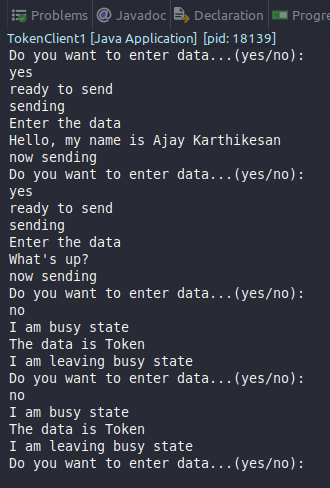 Problems @ Javadoc Declaration Progre
TokenClient1 [Java Application] [pid: 18139]
Do you want to enter data...(yes/no):
yes
ready to send
sending
Enter the data
Hello, my name is Ajay Karthikesan
now sending
Do you want to enter data...(yes/no):
yes
ready to send
sending
Enter the data
What's up?
now sending
Do you want to enter data...(yes/no):
no
I am busy state
The data is Token
I am leaving busy state
Do you want to enter data...(yes/no):
no
I am busy state
The data is Token
I am leaving busy state
Do you want to enter data...(yes/no):